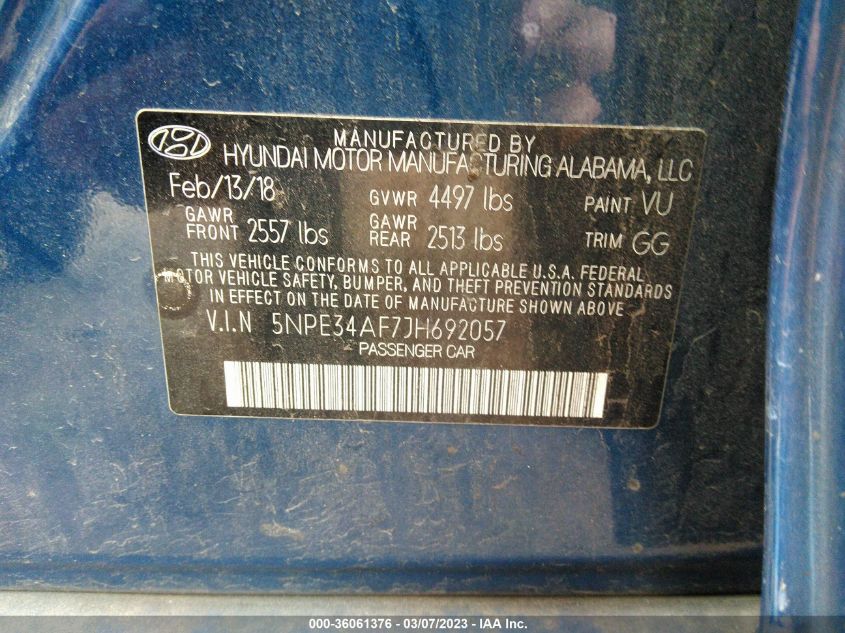 MANUFACTURED BY
HYUNDAI MOTOR MANUFACTURING ALABAMA, LLC
Feb/13/18 GVWR 4497 lbs PAINT VU
GAWR FRONT 2557 lbs GAWR REAR 2513 lbs TRIM GG
THIS VEHICLE CONFORMS TO ALL APPLICABLE U.S.A. FEDERAL
MOTOR VEHICLE SAFETY, BUMPER, AND THEFT PREVENTION STANDARDS
IN EFFECT ON THE DATE OF MANUFACTURE SHOWN ABOVE
V.I.N 5NPE34AF7JH692057
PASSENGER CAR
000-36061376 — 03/07/2023 — IAA Inc.